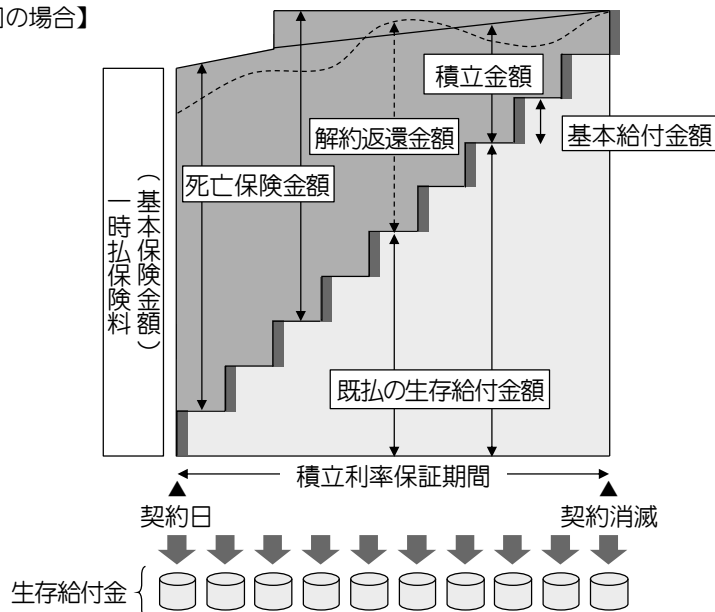 の場合】
積立金額
解約返還金額
基本給付金額
死亡保険金額
一時払保険料
（基本保険金額）
既払の生存給付金額
積立利率保証期間
▲
▲
契約日
契約消滅
生存給付金